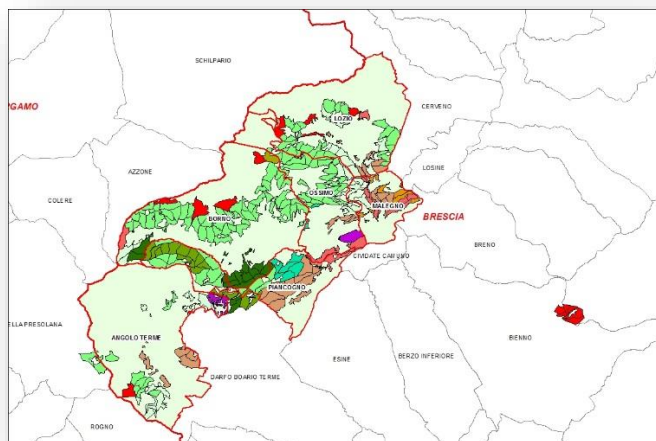 SCHILPARIO
RGAMO
CERVENO
LOZIO
AZZONE
LOSINE
COLERE
OSSIMO
MALEGNO
BORNO
BRESCIA
BRENO
CIVIDATE CAMUNO
PIANCOGNO
ELLA PRESOLANA
ANGOLO TERME
BIENNO
ESINE
BERZO INFERIORE
DARFO BOARIO TERME
ROGNO